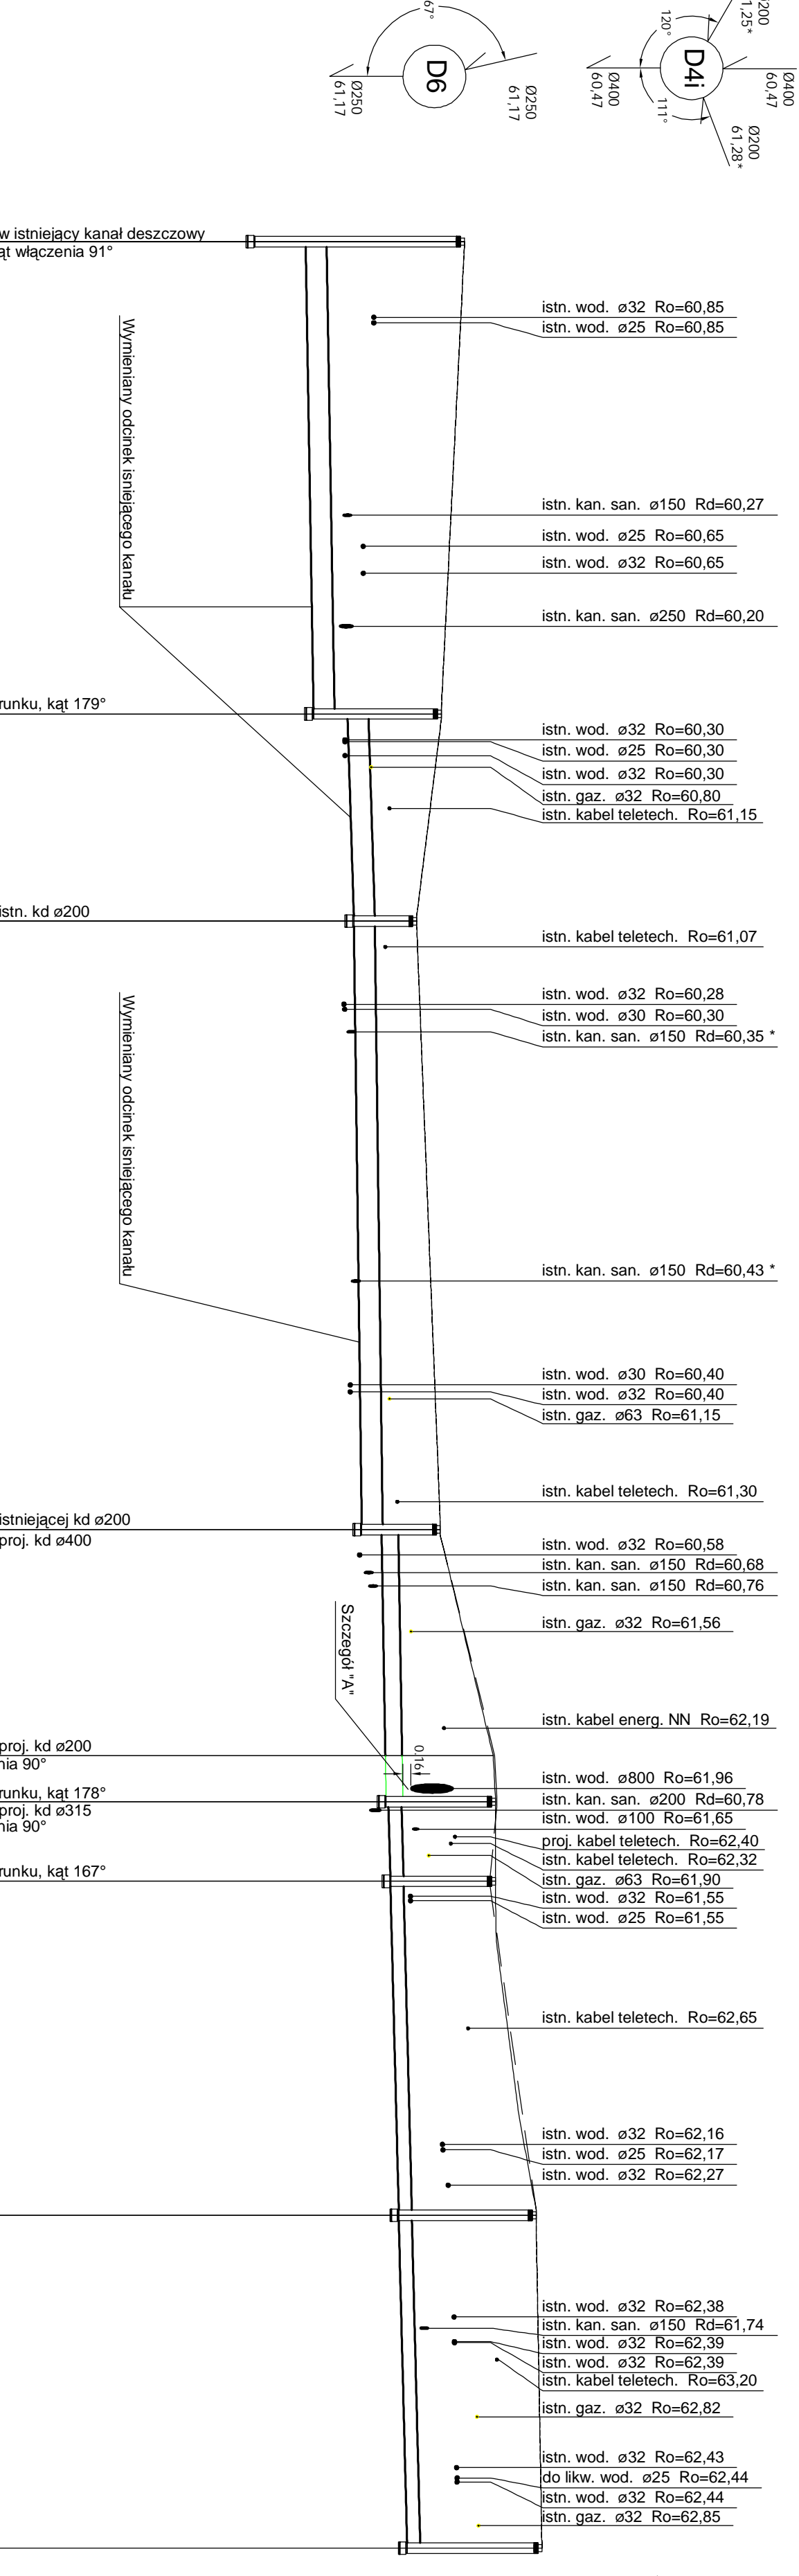 67°
D6
Ø250
61,17
Ø250
61,17
120°
D4i
111°
Ø200
1,25*
Ø400
60,47
Ø400
60,47
Ø200
61,28*
w istniejący kanał deszczowy
ąt włączenia 91°
istn. wod. ø32 Ro=60,85
istn. wod. ø25 Ro=60,85
Wymieniany odcinek isniejącego kanału
istn. kan. san. ø150 Rd=60,27
istn. wod. ø25 Ro=60,65
istn. wod. ø32 Ro=60,65
istn. kan. san. ø250 Rd=60,20
runku, kąt 179°
istn. wod. ø32 Ro=60,30
istn. wod. ø25 Ro=60,30
istn. wod. ø32 Ro=60,30
istn. gaz. ø32 Ro=60,80
istn. kabel teletech. Ro=61,15
istn. kd ø200
istn. kabel teletech. Ro=61,07
istn. wod. ø32 Ro=60,28
istn. wod. ø30 Ro=60,30
istn. kan. san. ø150 Rd=60,35 *
Wymieniany odcinek isniejącego kanału
istn. kan. san. ø150 Rd=60,43 *
istn. wod. ø30 Ro=60,40
istn. wod. ø32 Ro=60,40
istn. gaz. ø63 Ro=61,15
istn. kabel teletech. Ro=61,30
istniejącej kd ø200
proj. kd ø400
istn. wod. ø32 Ro=60,58
istn. kan. san. ø150 Rd=60,68
istn. kan. san. ø150 Rd=60,76
Szczegół "A"
istn. gaz. ø32 Ro=61,56
istn. kabel energ. NN Ro=62,19
proj. kd ø200
nia 90°
0.16
istn. wod. ø800 Ro=61,96
runku, kąt 178°
istn. kan. san. ø200 Rd=60,78
proj. kd ø315
nia 90°
istn. wod. ø100 Ro=61,65
proj. kabel teletech. Ro=62,40
istn. kabel teletech. Ro=62,32
runku, kąt 167°
istn. gaz. ø63 Ro=61,90
istn. wod. ø32 Ro=61,55
istn. wod. ø25 Ro=61,55
istn. kabel teletech. Ro=62,65
istn. wod. ø32 Ro=62,16
istn. wod. ø25 Ro=62,17
istn. wod. ø32 Ro=62,27
istn. wod. ø32 Ro=62,38
istn. kan. san. ø150 Rd=61,74
istn. wod. ø32 Ro=62,39
istn. wod. ø32 Ro=62,39
istn. kabel teletech. Ro=63,20
istn. gaz. ø32 Ro=62,82
istn. wod. ø32 Ro=62,43
do likw. wod. ø25 Ro=62,44
istn. wod. ø32 Ro=62,44
istn. gaz. ø32 Ro=62,85